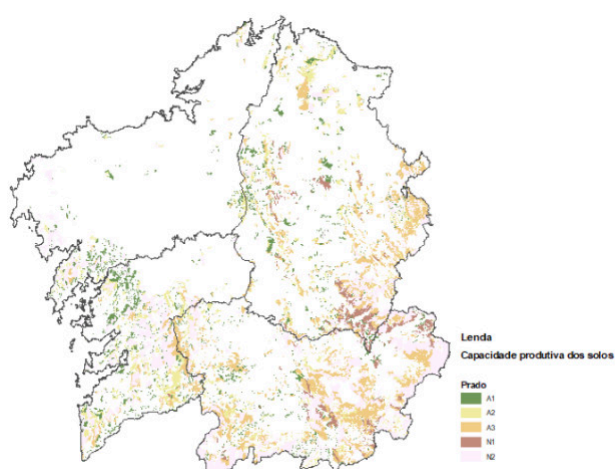 Lenda
Capacidade produtiva dos solos
Prado
A1
A2
A3
N1
N2